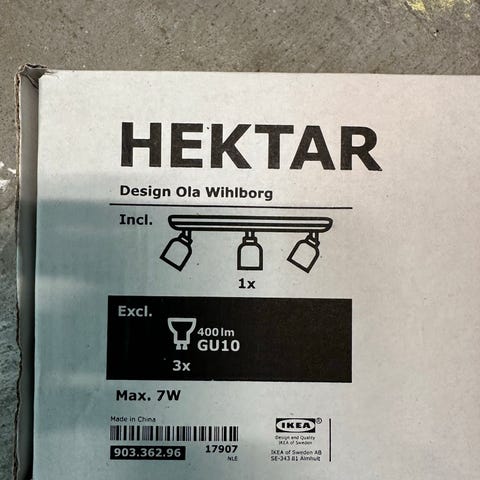 HEKTAR
Design Ola Wihlborg
Incl.
1x
Excl.
400 lm
GU10
3x
Max. 7W
Made in China
903.362.96
17907
NLE
IKEA®
Design and Quality
IKEA of Sweden
IKEA of Sweden AB
SE-343 81 Älmhult